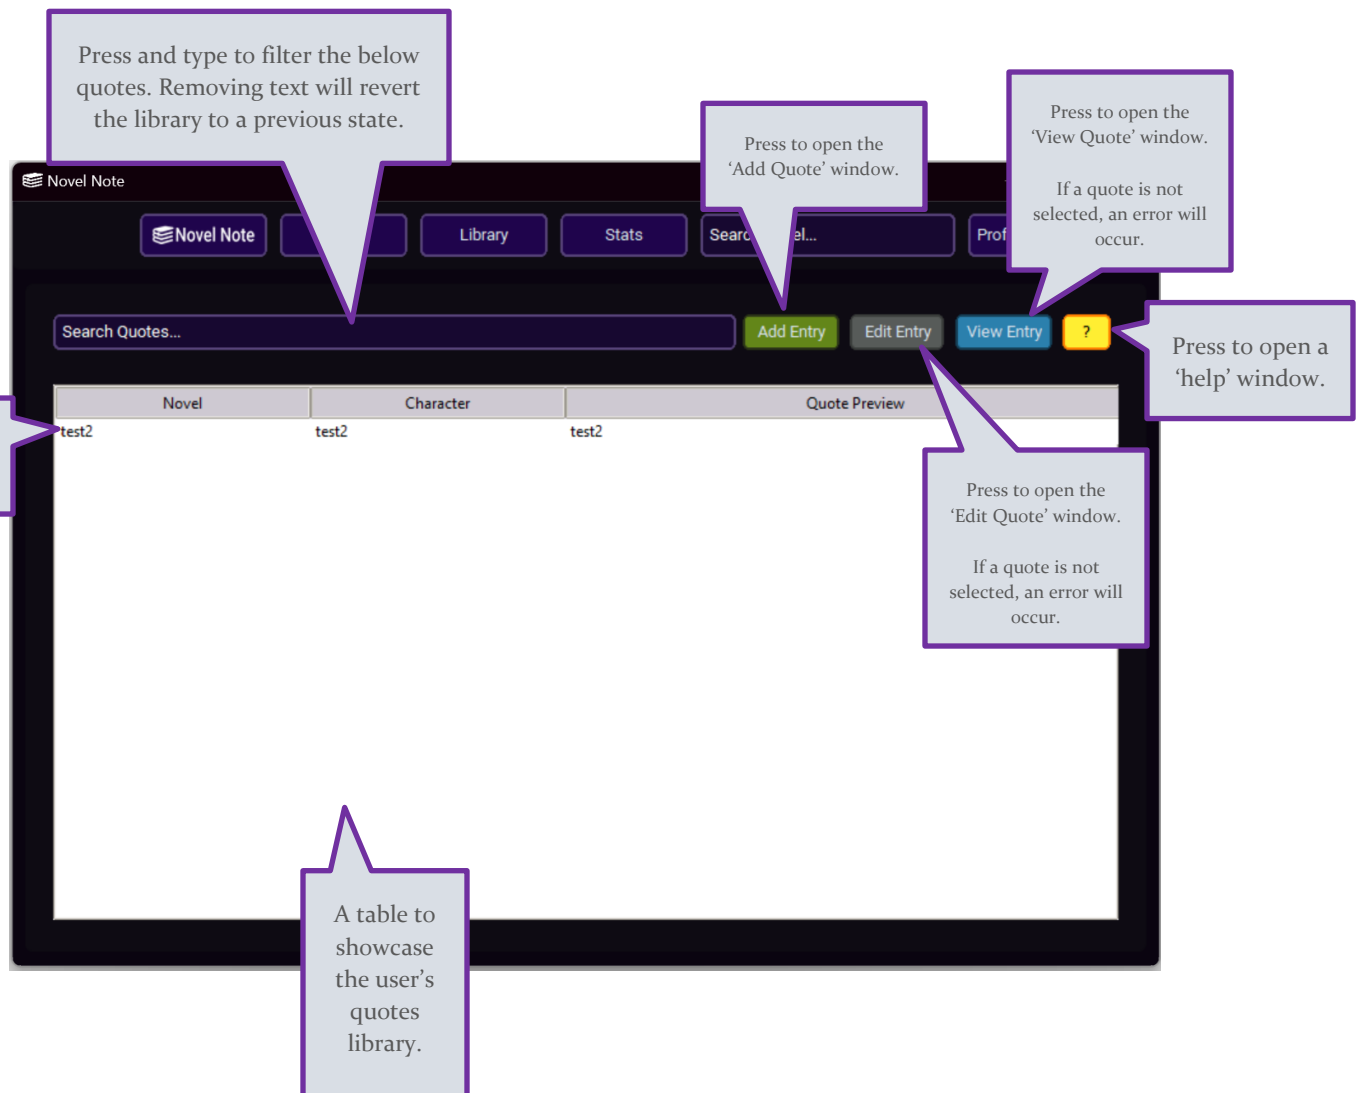 Press and type to filter the below
quotes. Removing text will revert
the library to a previous state.
Press to open the
‘Add Quote’ window.
Press to open the
‘View Quote’ window.
If a quote is not
selected, an error will
occur.
Novel Note
Novel Note
Library
Stats
Search Quotes...
Add Entry
Edit Entry
View Entry
?
Press to open a
‘help’ window.
Novel
Character
Quote Preview
test2
test2
test2
Press to open the
‘Edit Quote’ window.
If a quote is not
selected, an error will
occur.
A table to
showcase
the user’s
quotes
library.